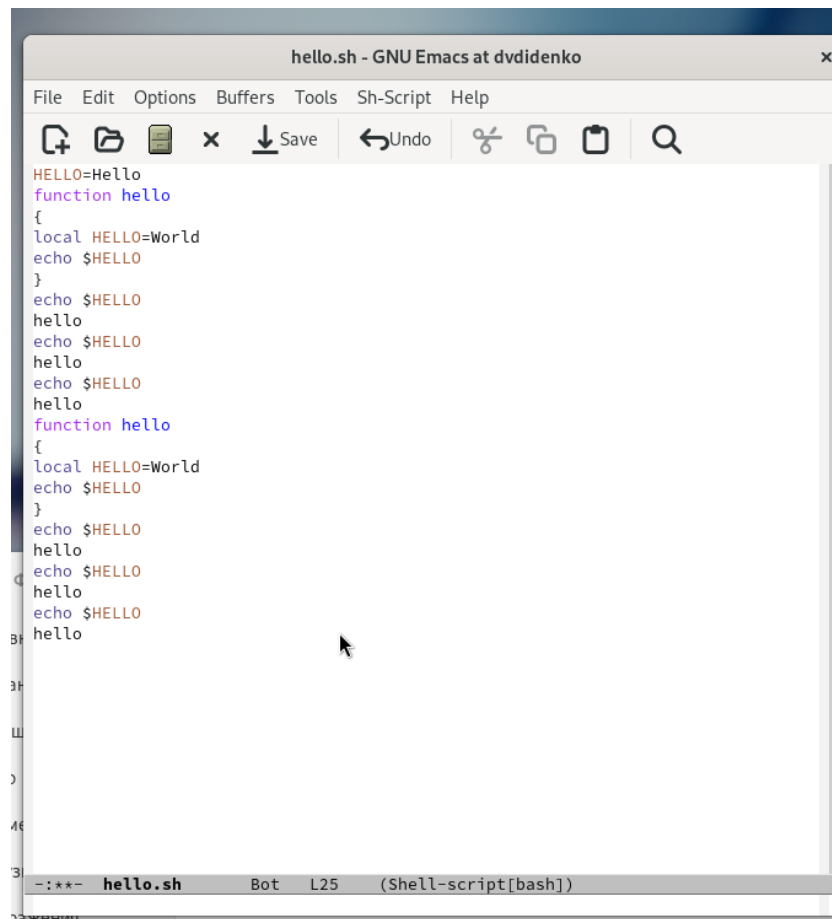 hello.sh - GNU Emacs at dvdidenko
File Edit Options Buffers Tools Sh-Script Help
Save Undo
HELLO=Hello
function hello
{
local HELLO=World
echo $HELLO
}
echo $HELLO
hello
echo $HELLO
hello
echo $HELLO
hello
function hello
{
local HELLO=World
echo $HELLO
}
echo $HELLO
hello
echo $HELLO
hello
echo $HELLO
hello
-:**- hello.sh Bot L25 (Shell-script[bash])